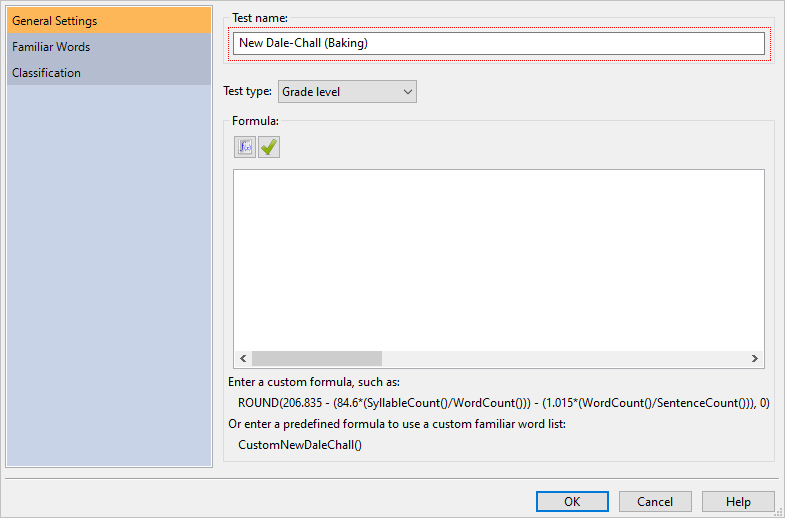 General Settings
Familiar Words
Classification
Test name:
New Dale-Chall (Baking)
Test type:
Grade level
Formula:
f(x)
Enter a custom formula, such as:
ROUND(206.835 - (84.6*(SyllableCount()/WordCount())) - (1.015*(WordCount()/SentenceCount())), 0)
Or enter a predefined formula to use a custom familiar word list:
CustomNewDaleChall()
OK
Cancel
Help